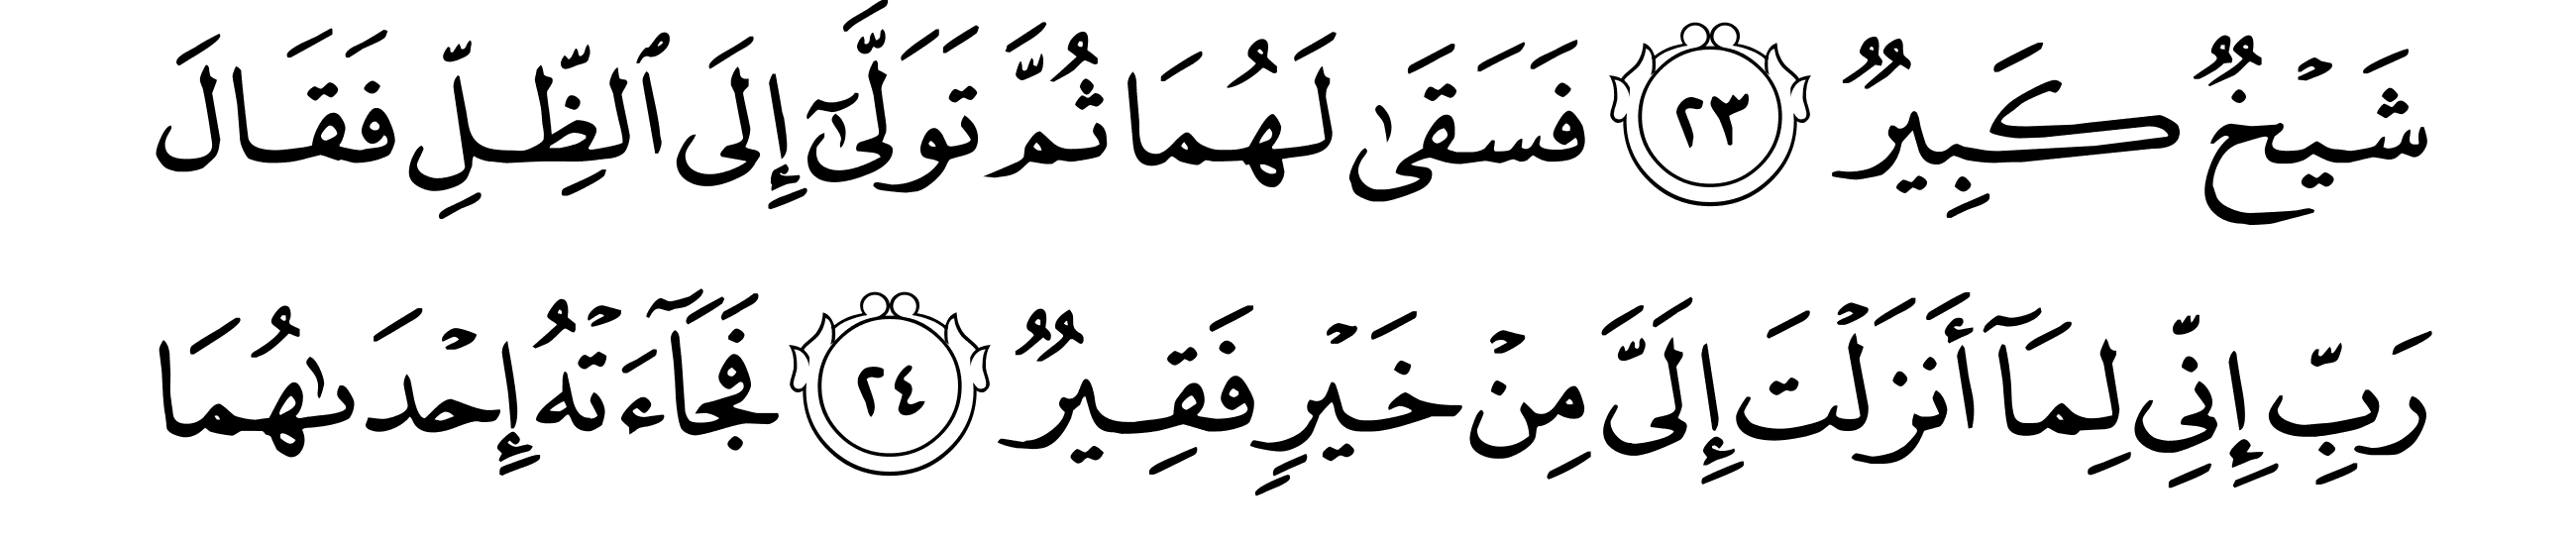 شَيْخٌ كَبِيرٌ ٢٣ فَسَقَىٰ لَهُمَا ثُمَّ تَوَلَّىٰٓ إِلَى ٱلظِّلِّ فَقَالَ
رَبِّ إِنِّى لِمَآ أَنزَلْتَ إِلَىَّ مِنْ خَيْرٍ فَقِيرٌ ٢٤ فَجَآءَتْهُ إِحْدَىٰهُمَا